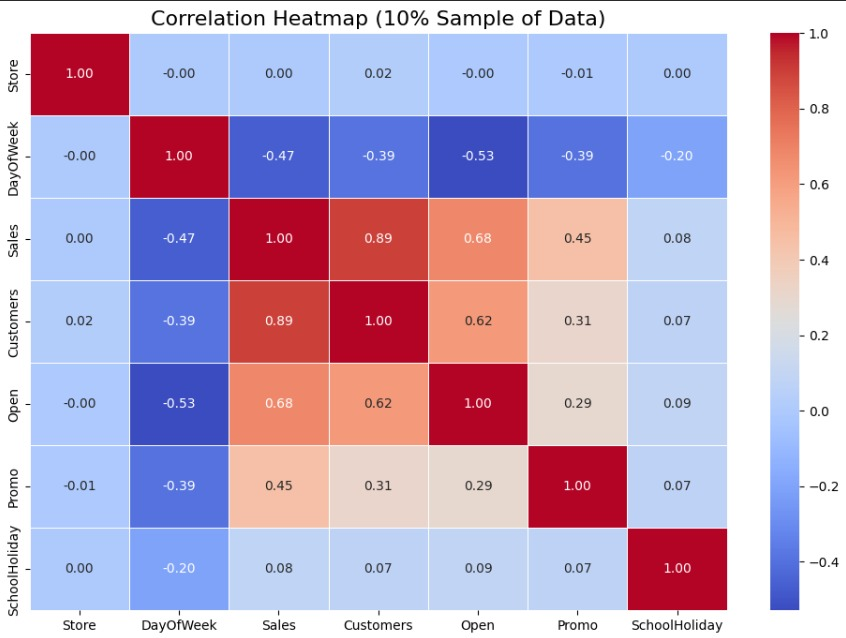 Correlation Heatmap (10% Sample of Data)
Store 1.00 -0.00 0.00 0.02 -0.00 -0.01 0.00
DayOfWeek -0.00 1.00 -0.47 -0.39 -0.53 -0.39 -0.20
Sales 0.00 -0.47 1.00 0.89 0.68 0.45 0.08
Customers 0.02 -0.39 0.89 1.00 0.62 0.31 0.07
Open -0.00 -0.53 0.68 0.62 1.00 0.29 0.09
Promo -0.01 -0.39 0.45 0.31 0.29 1.00 0.07
SchoolHoliday 0.00 -0.20 0.08 0.07 0.09 0.07 1.00
Store DayOfWeek Sales Customers Open Promo SchoolHoliday
1.0
0.8
0.6
0.4
0.2
0.0
−0.2
−0.4